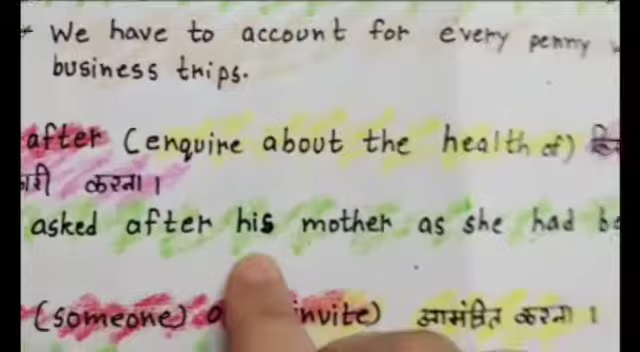 * We have to account for every penny
business trips.
after (enquire about the health of)
करना ।
asked after his mother as she had
(someone) invite) आमंत्रित करना ।